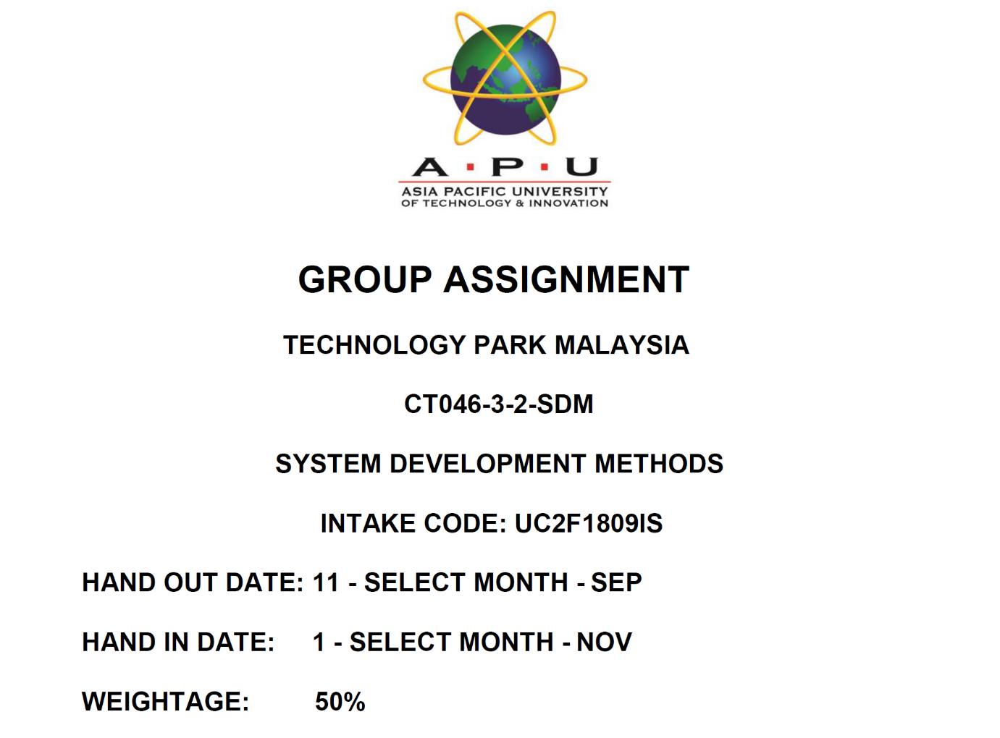 A·P·U
ASIA PACIFIC UNIVERSITY
OF TECHNOLOGY & INNOVATION
GROUP ASSIGNMENT
TECHNOLOGY PARK MALAYSIA
CT046-3-2-SDM
SYSTEM DEVELOPMENT METHODS
INTAKE CODE: UC2F1809IS
HAND OUT DATE: 11 - SELECT MONTH - SEP
HAND IN DATE: 1 - SELECT MONTH - NOV
WEIGHTAGE: 50%